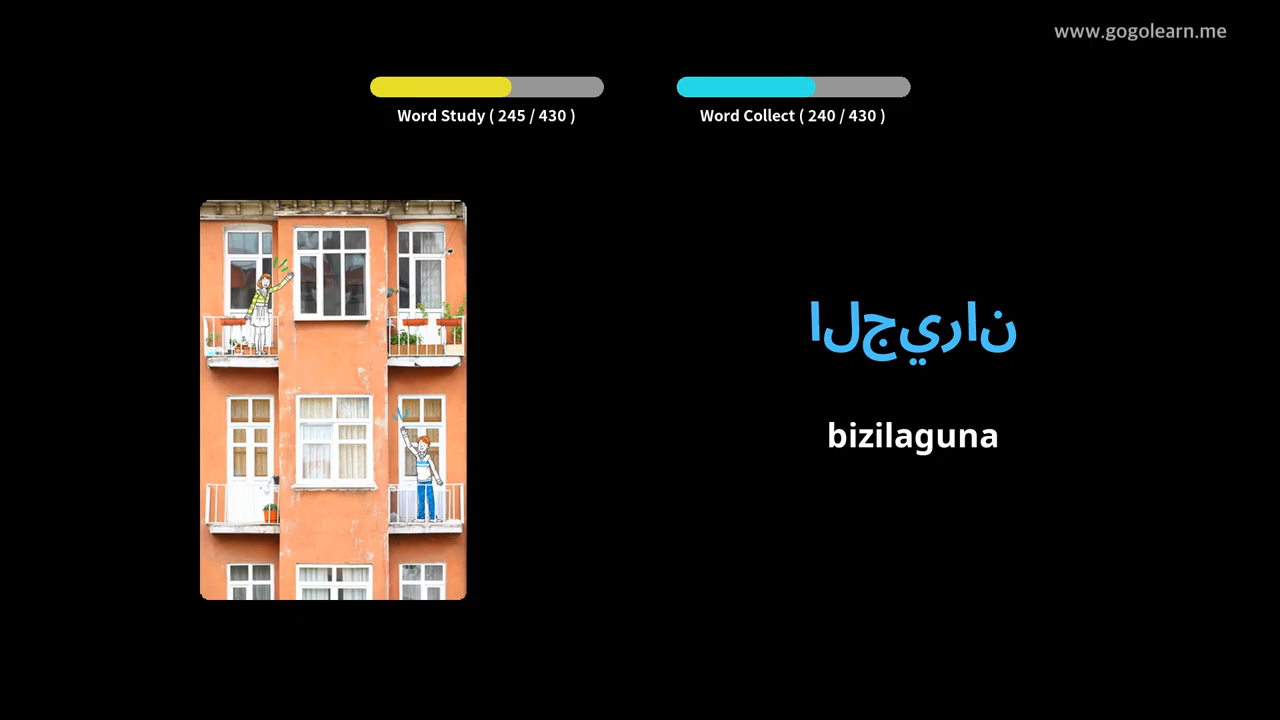 www.gogolearn.me
Word Study ( 245 / 430 )
Word Collect ( 240 / 430 )
الجيران
bizilaguna